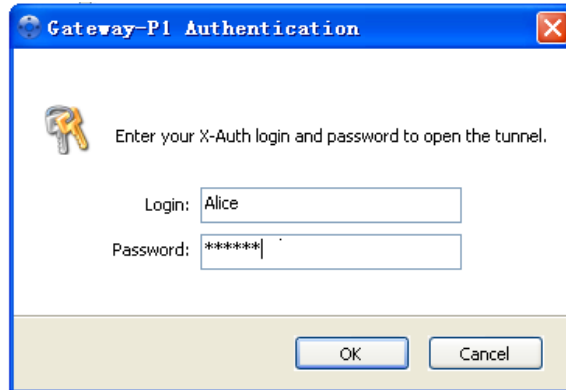 Gateway-P1 Authentication
Enter your X-Auth login and password to open the tunnel.
Login: Alice
Password: ******
OK Cancel